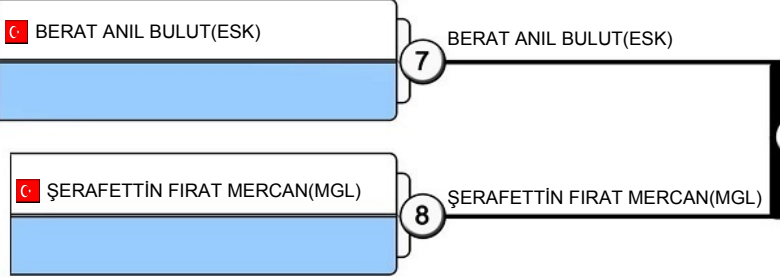 BERAT ANIL BULUT(ESK)
7
BERAT ANIL BULUT(ESK)
ŞERAFETTİN FIRAT MERCAN(MGL)
8
ŞERAFETTİN FIRAT MERCAN(MGL)